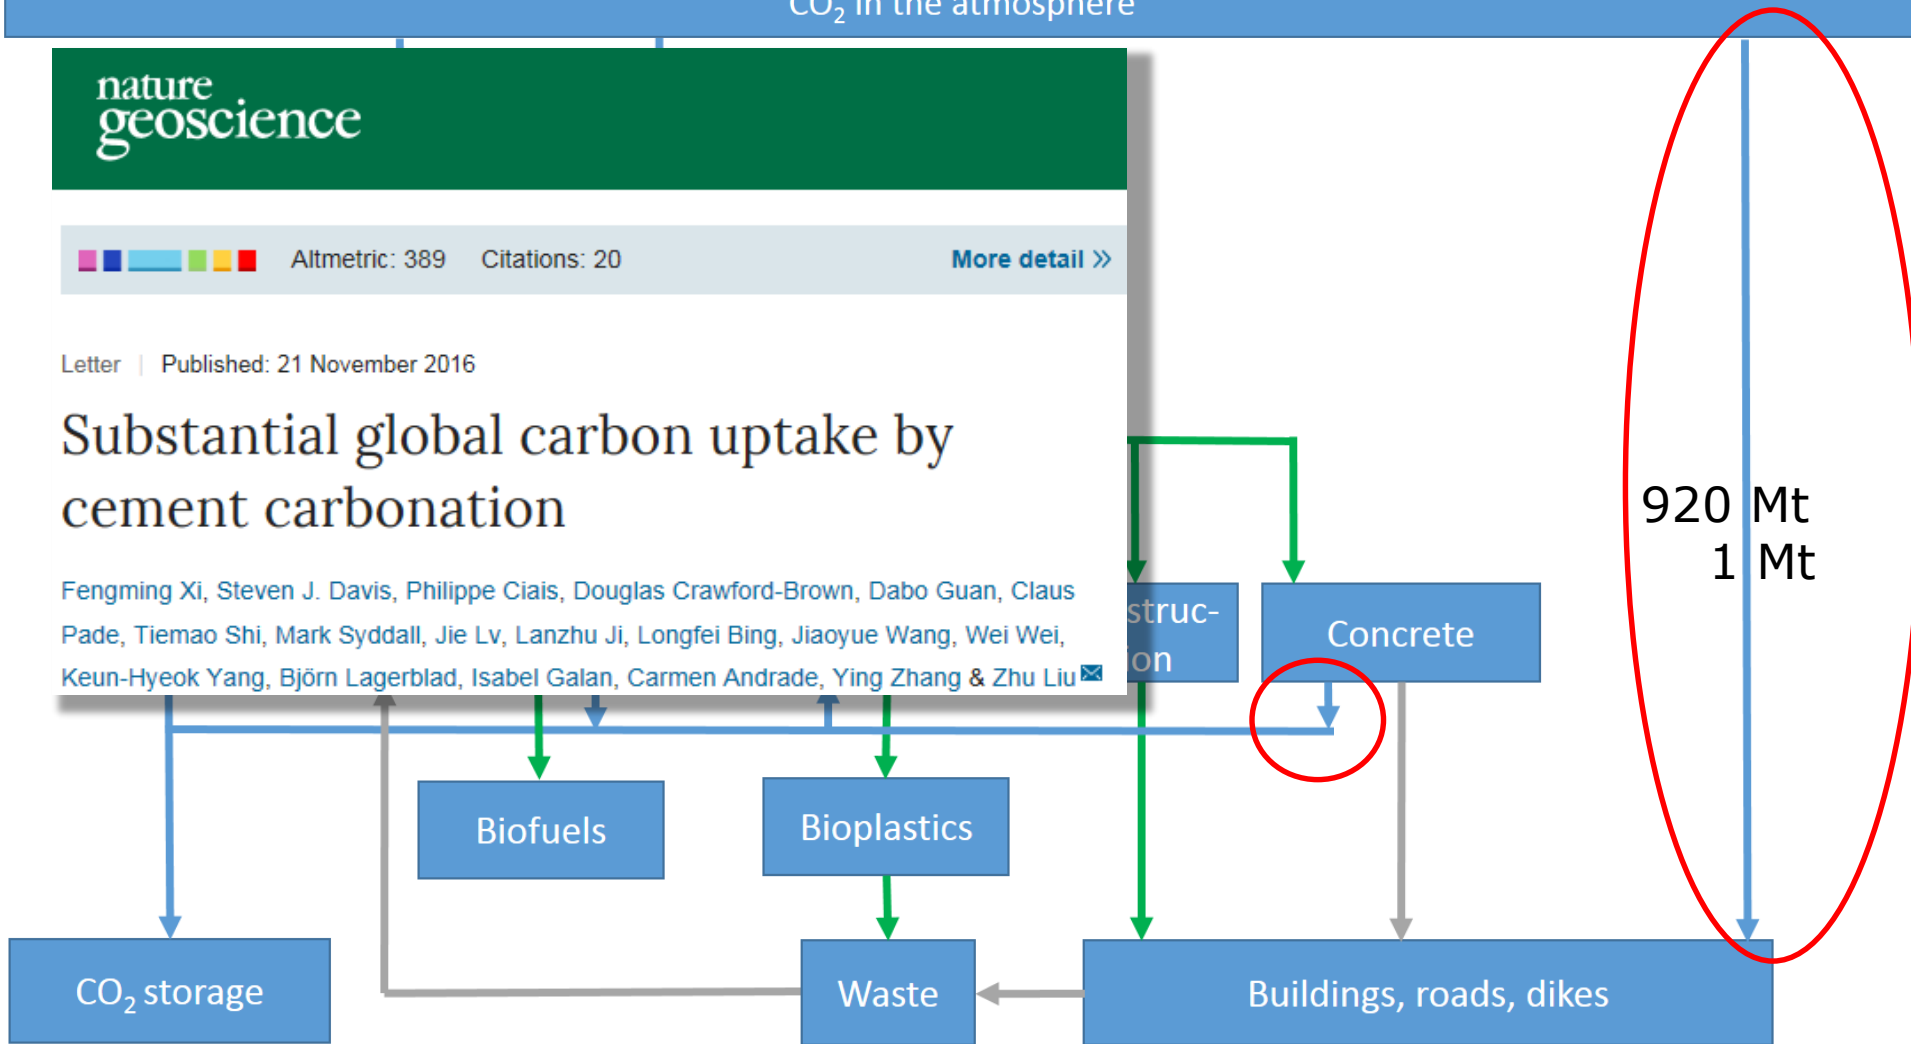 CO₂ in the atmosphere
nature
geoscience
Altmetric: 389 Citations: 20 More detail »
Letter | Published: 21 November 2016
Substantial global carbon uptake by
cement carbonation
Fengming Xi, Steven J. Davis, Philippe Ciais, Douglas Crawford-Brown, Dabo Guan, Claus
Pade, Tiemao Shi, Mark Syddall, Jie Lv, Lanzhu Ji, Longfei Bing, Jiaoyue Wang, Wei Wei,
Keun-Hyeok Yang, Björn Lagerblad, Isabel Galan, Carmen Andrade, Ying Zhang & Zhu Liu
920 Mt
1 Mt
struc-
ion
Concrete
Biofuels
Bioplastics
CO₂ storage
Waste
Buildings, roads, dikes